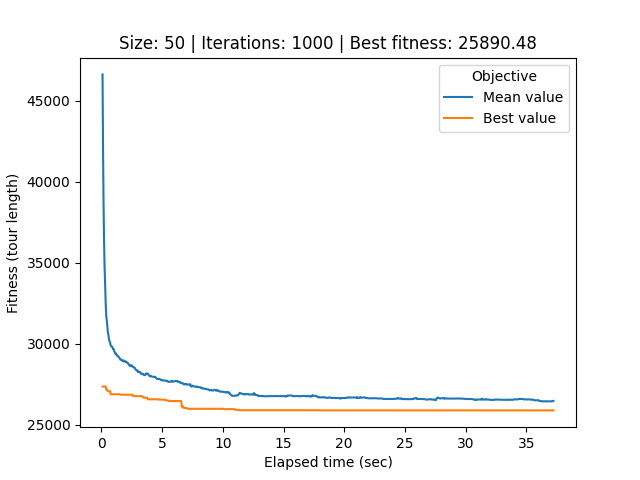 Size: 50 | Iterations: 1000 | Best fitness: 25890.48
Objective
Mean value
Best value
Fitness (tour length)
45000
40000
35000
30000
25000
0 5 10 15 20 25 30 35
Elapsed time (sec)